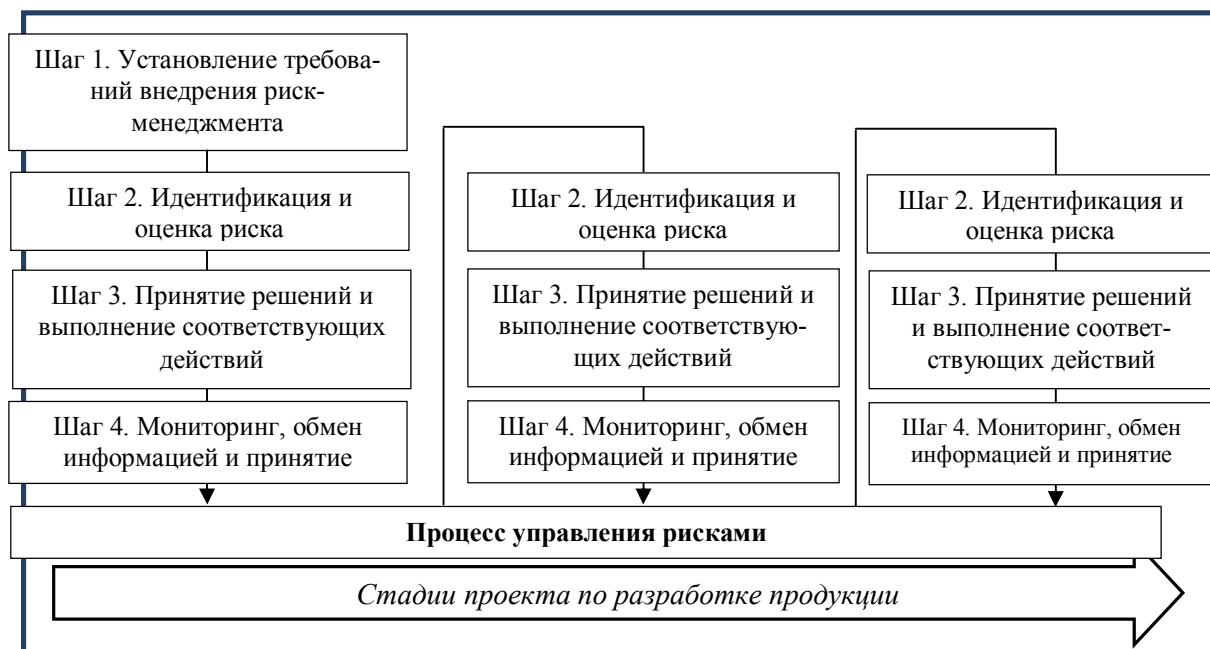 Шаг 1. Установление требова-
ний внедрения риск-
менеджмента
Шаг 2. Идентификация и
оценка риска
Шаг 3. Принятие решений и
выполнение соответствующих
действий
Шаг 4. Мониторинг, обмен
информацией и принятие
Шаг 2. Идентификация и
оценка риска
Шаг 3. Принятие решений и
выполнение соответствую-
щих действий
Шаг 4. Мониторинг, обмен
информацией и принятие
Шаг 2. Идентификация и
оценка риска
Шаг 3. Принятие решений
и выполнение соответ-
ствующих действий
Шаг 4. Мониторинг, обмен
информацией и принятие
Процесс управления рисками
Стадии проекта по разработке продукции